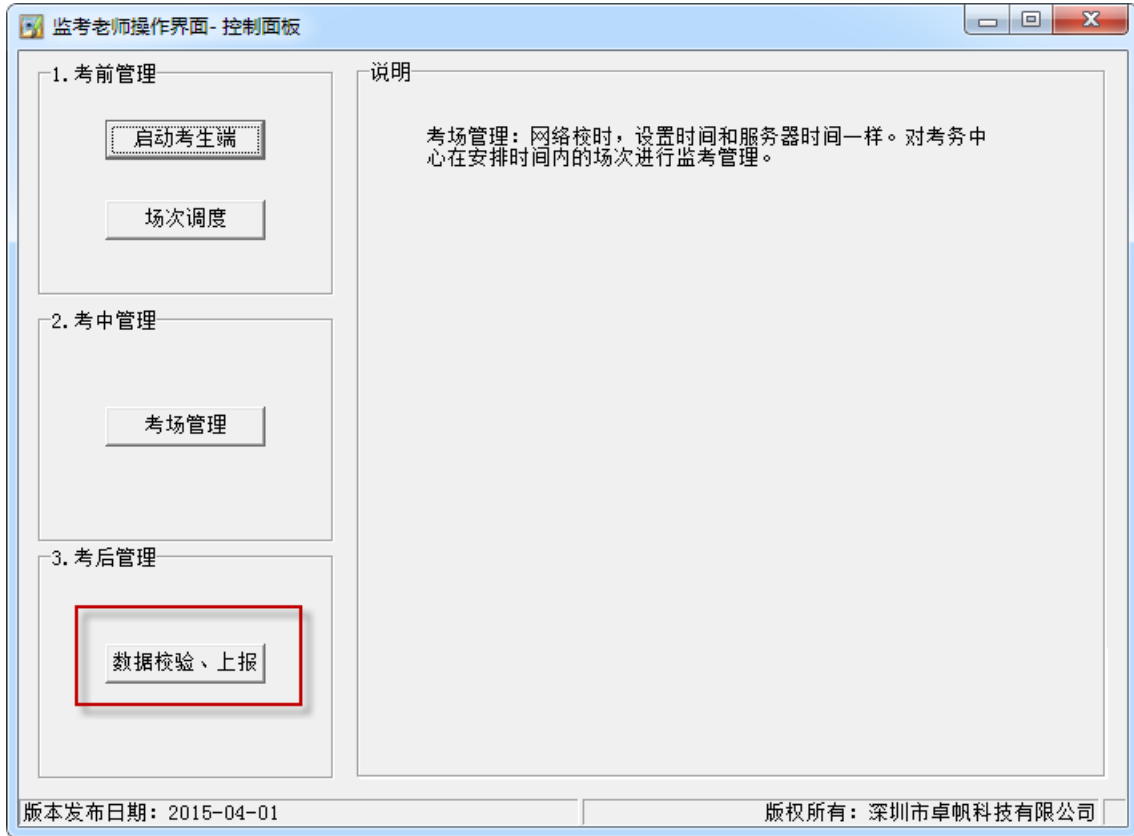 监考老师操作界面- 控制面板
1.考前管理
启动考生端
场次调度
2.考中管理
考场管理
3.考后管理
数据校验、上报
说明
考场管理：网络校时，设置时间和服务器时间一样。对考务中
心在安排时间内的场次进行监考管理。
版本发布日期：2015-04-01
版权所有：深圳市卓帆科技有限公司